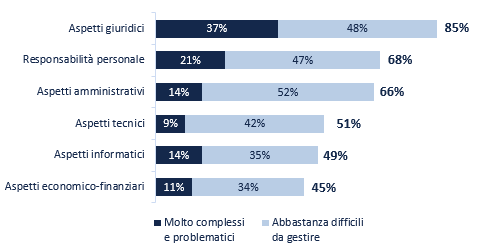 Aspetti giuridici 37% 48% 85%
Responsabilità personale 21% 47% 68%
Aspetti amministrativi 14% 52% 66%
Aspetti tecnici 9% 42% 51%
Aspetti informatici 14% 35% 49%
Aspetti economico-finanziari 11% 34% 45%
Molto complessi
e problematici
Abbastanza difficili
da gestire